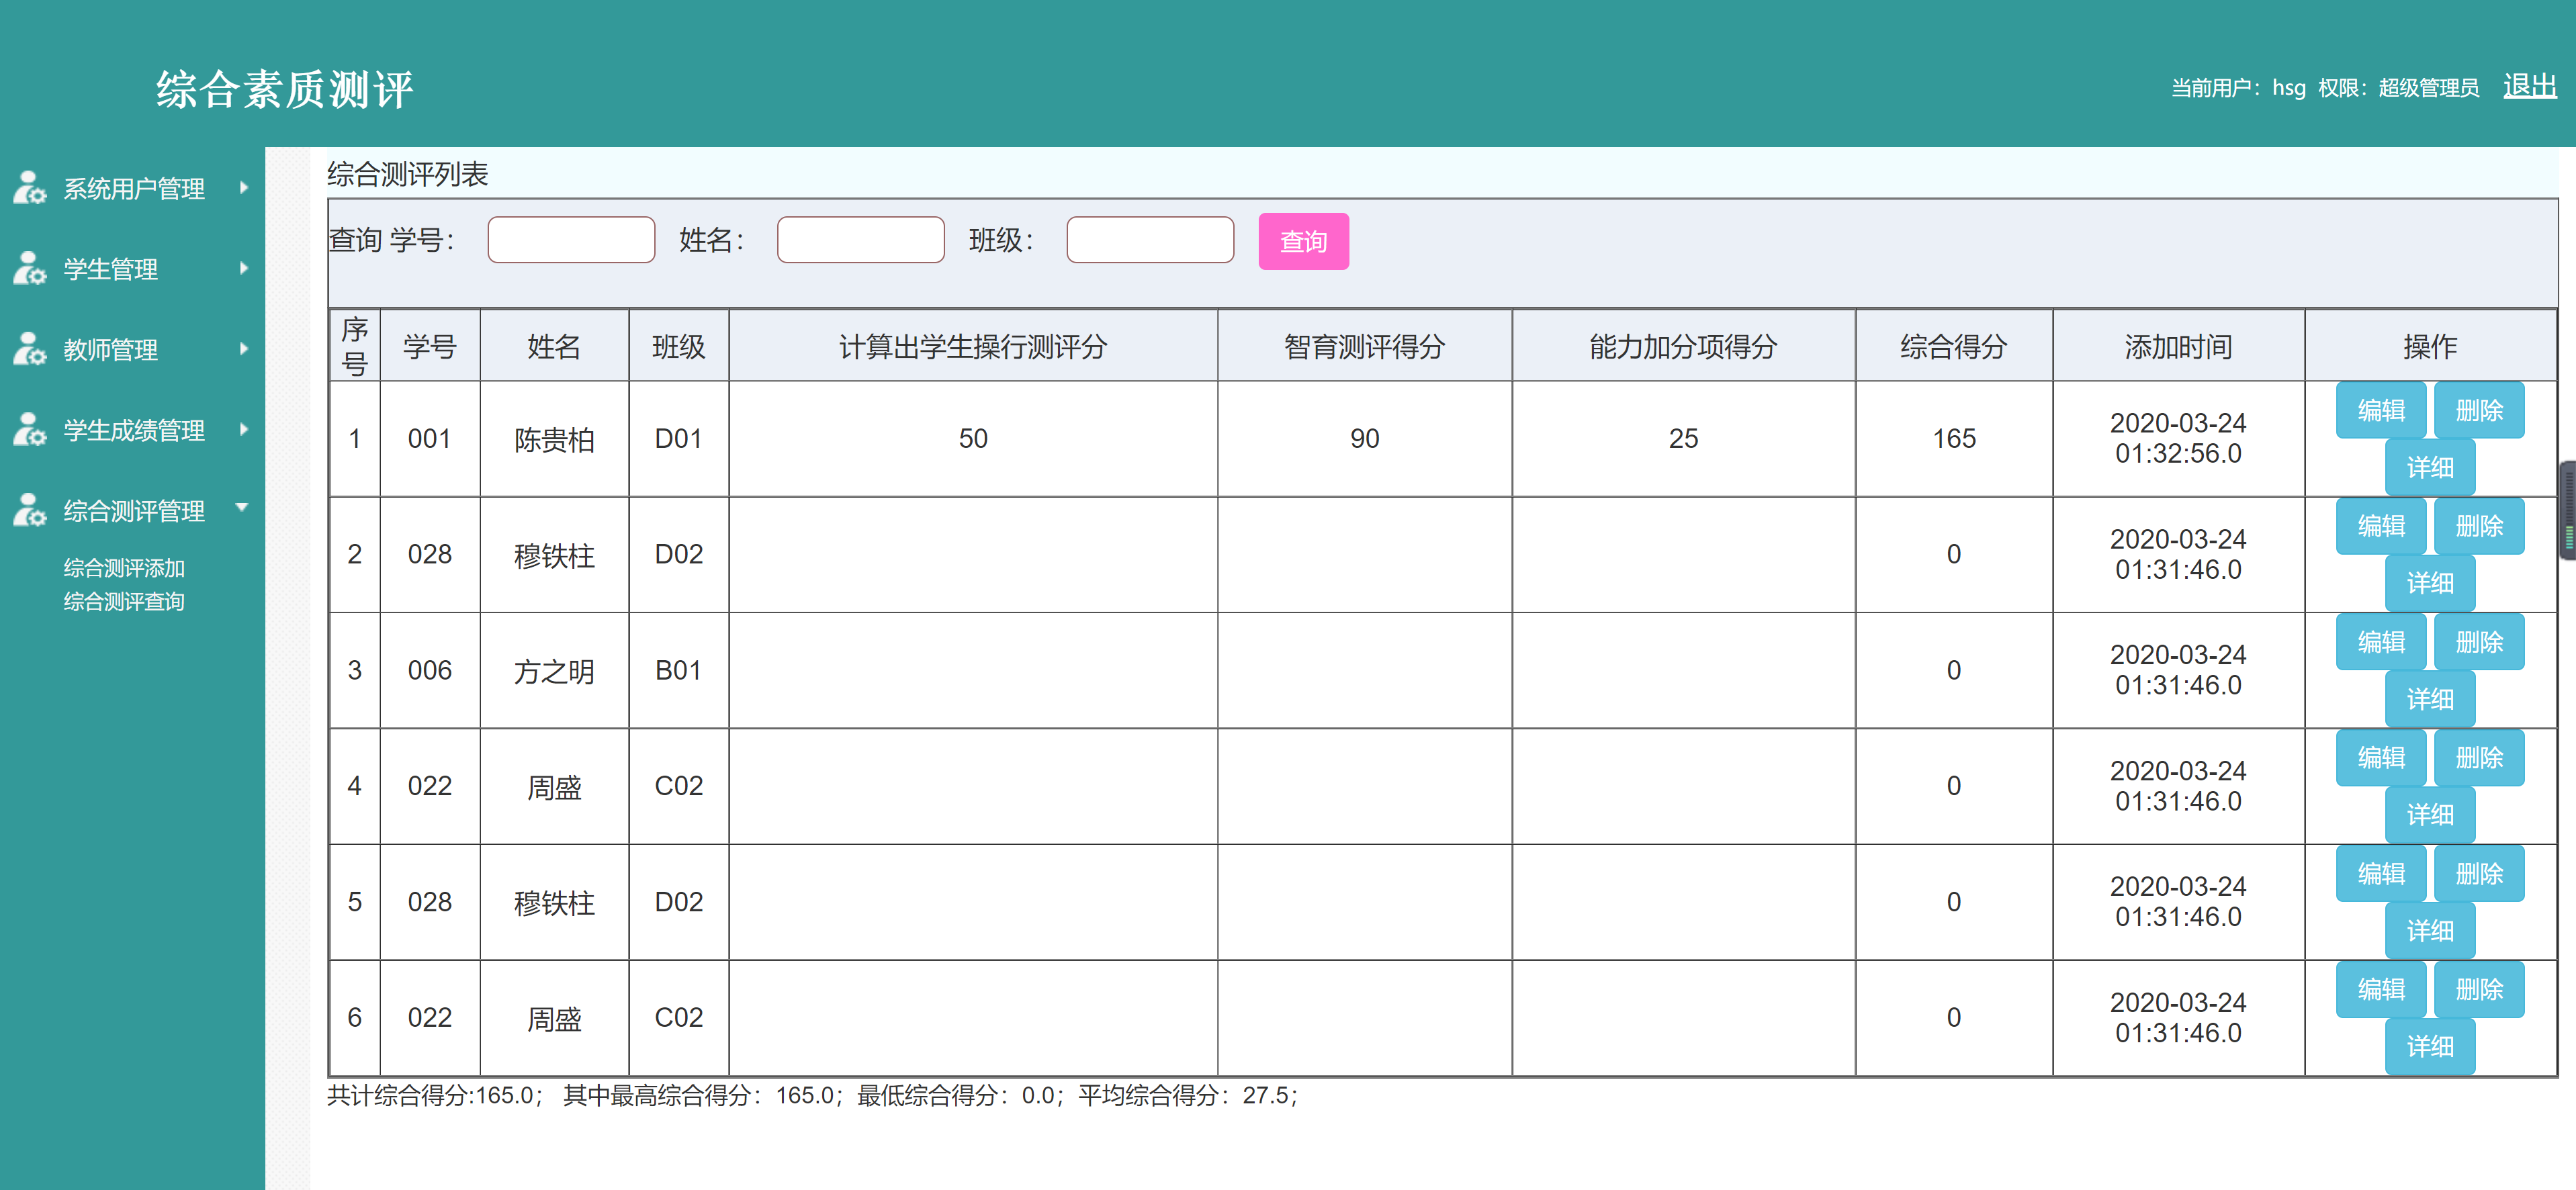 综合素质测评
当前用户：hsg 权限：超级管理员 退出
系统用户管理
学生管理
教师管理
学生成绩管理
综合测评管理
综合测评添加
综合测评查询
综合测评列表
查询 学号： 姓名： 班级： 查询
序号 学号 姓名 班级 计算出学生操行测评分 智育测评得分 能力加分项得分 综合得分 添加时间 操作
1 001 陈贵柏 D01 50 90 25 165 2020-03-24 01:32:56.0 编辑 删除 详细
2 028 穆铁柱 D02 0 2020-03-24 01:31:46.0 编辑 删除 详细
3 006 方之明 B01 0 2020-03-24 01:31:46.0 编辑 删除 详细
4 022 周盛 C02 0 2020-03-24 01:31:46.0 编辑 删除 详细
5 028 穆铁柱 D02 0 2020-03-24 01:31:46.0 编辑 删除 详细
6 022 周盛 C02 0 2020-03-24 01:31:46.0 编辑 删除 详细
共计综合得分:165.0； 其中最高综合得分：165.0；最低综合得分：0.0；平均综合得分：27.5；